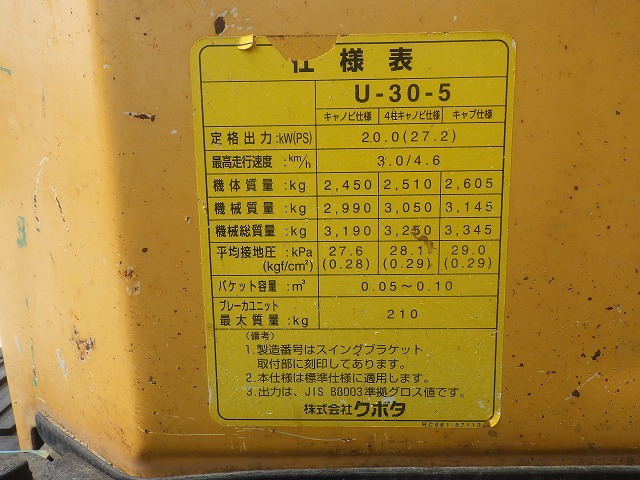 仕様表
U-30-5
キャノピ仕様 4柱キャノピ仕様 キャブ仕様
定格出力:kW(PS) 20.0(27.2)
最高走行速度:km/h 3.0/4.6
機体質量:kg 2,450 2,510 2,605
機械質量:kg 2,990 3,050 3,145
機械総質量:kg 3,190 3,250 3,345
平均接地圧:kPa 27.6 28.1 29.0
(kgf/cm²) (0.28) (0.29) (0.29)
バケット容量:m³ 0.05～0.10
ブレーカユニット
最大質量:kg 210
〈備考〉
1.製造番号はスイングブラケット
取付部に刻印してあります。
2.本仕様は標準仕様に適用します。
3.出力は、JIS B8003準拠グロス値です。
株式会社クボタ
RC661-57113